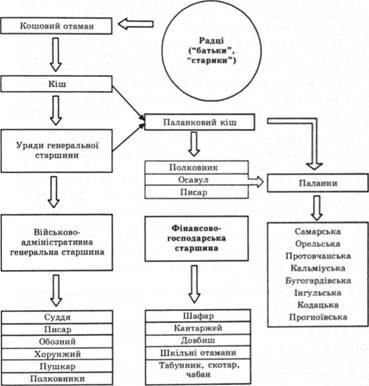 Кошовий отаман
Радці
(“батьки”,
“старики”)
Кіш
Паланковий кіш
Уряди генеральної
старшини
Полковник
Осавул
Писар
Паланки
Військово-
адміністративна
генеральна старшина
Фінансово-
господарська
старшина
Самарська
Орельська
Протовчанська
Кальміуська
Бугогардівська
Інгульська
Кодацька
Прогноївська
Суддя
Писар
Обозний
Хорунжий
Пушкар
Полковники
Шафар
Кантаржей
Довбиш
Шкільні отамани
Табунник, скотар,
чабан